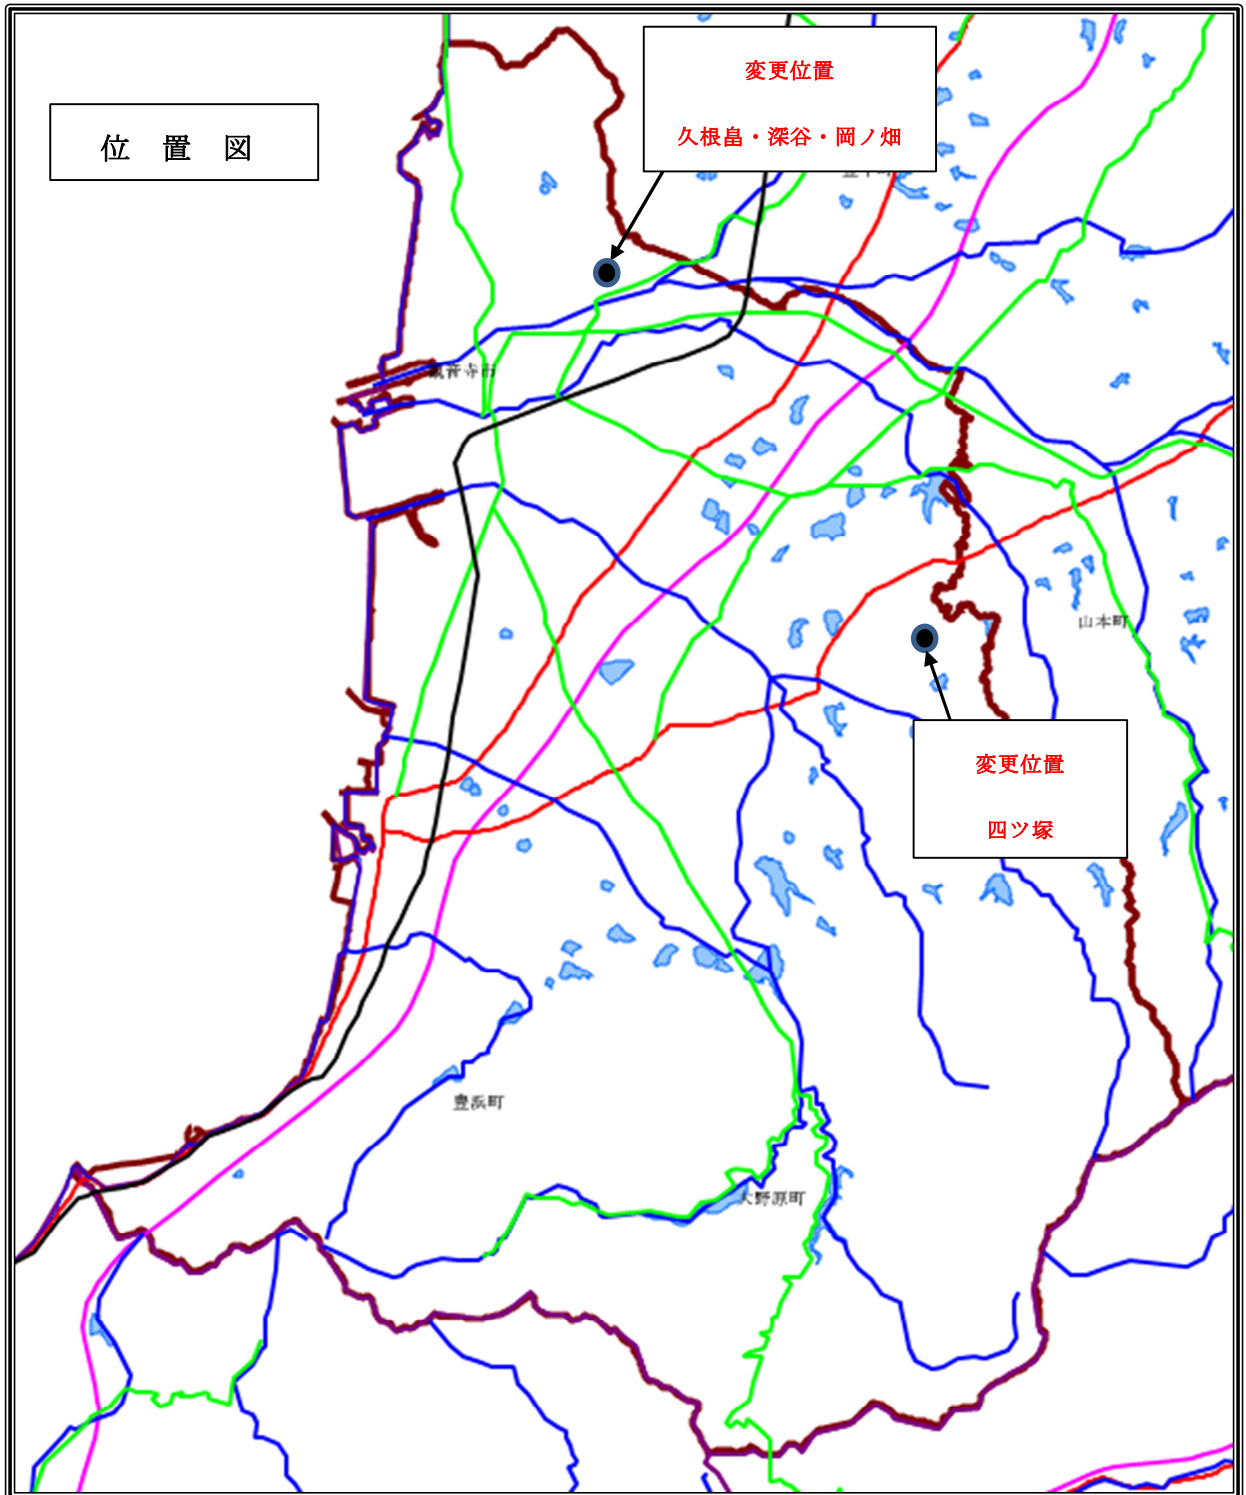 位 置 図
変更位置
久根畠・深谷・岡ノ畑
観音寺市
山本町
変更位置
四ツ塚
豊浜町
大野原町